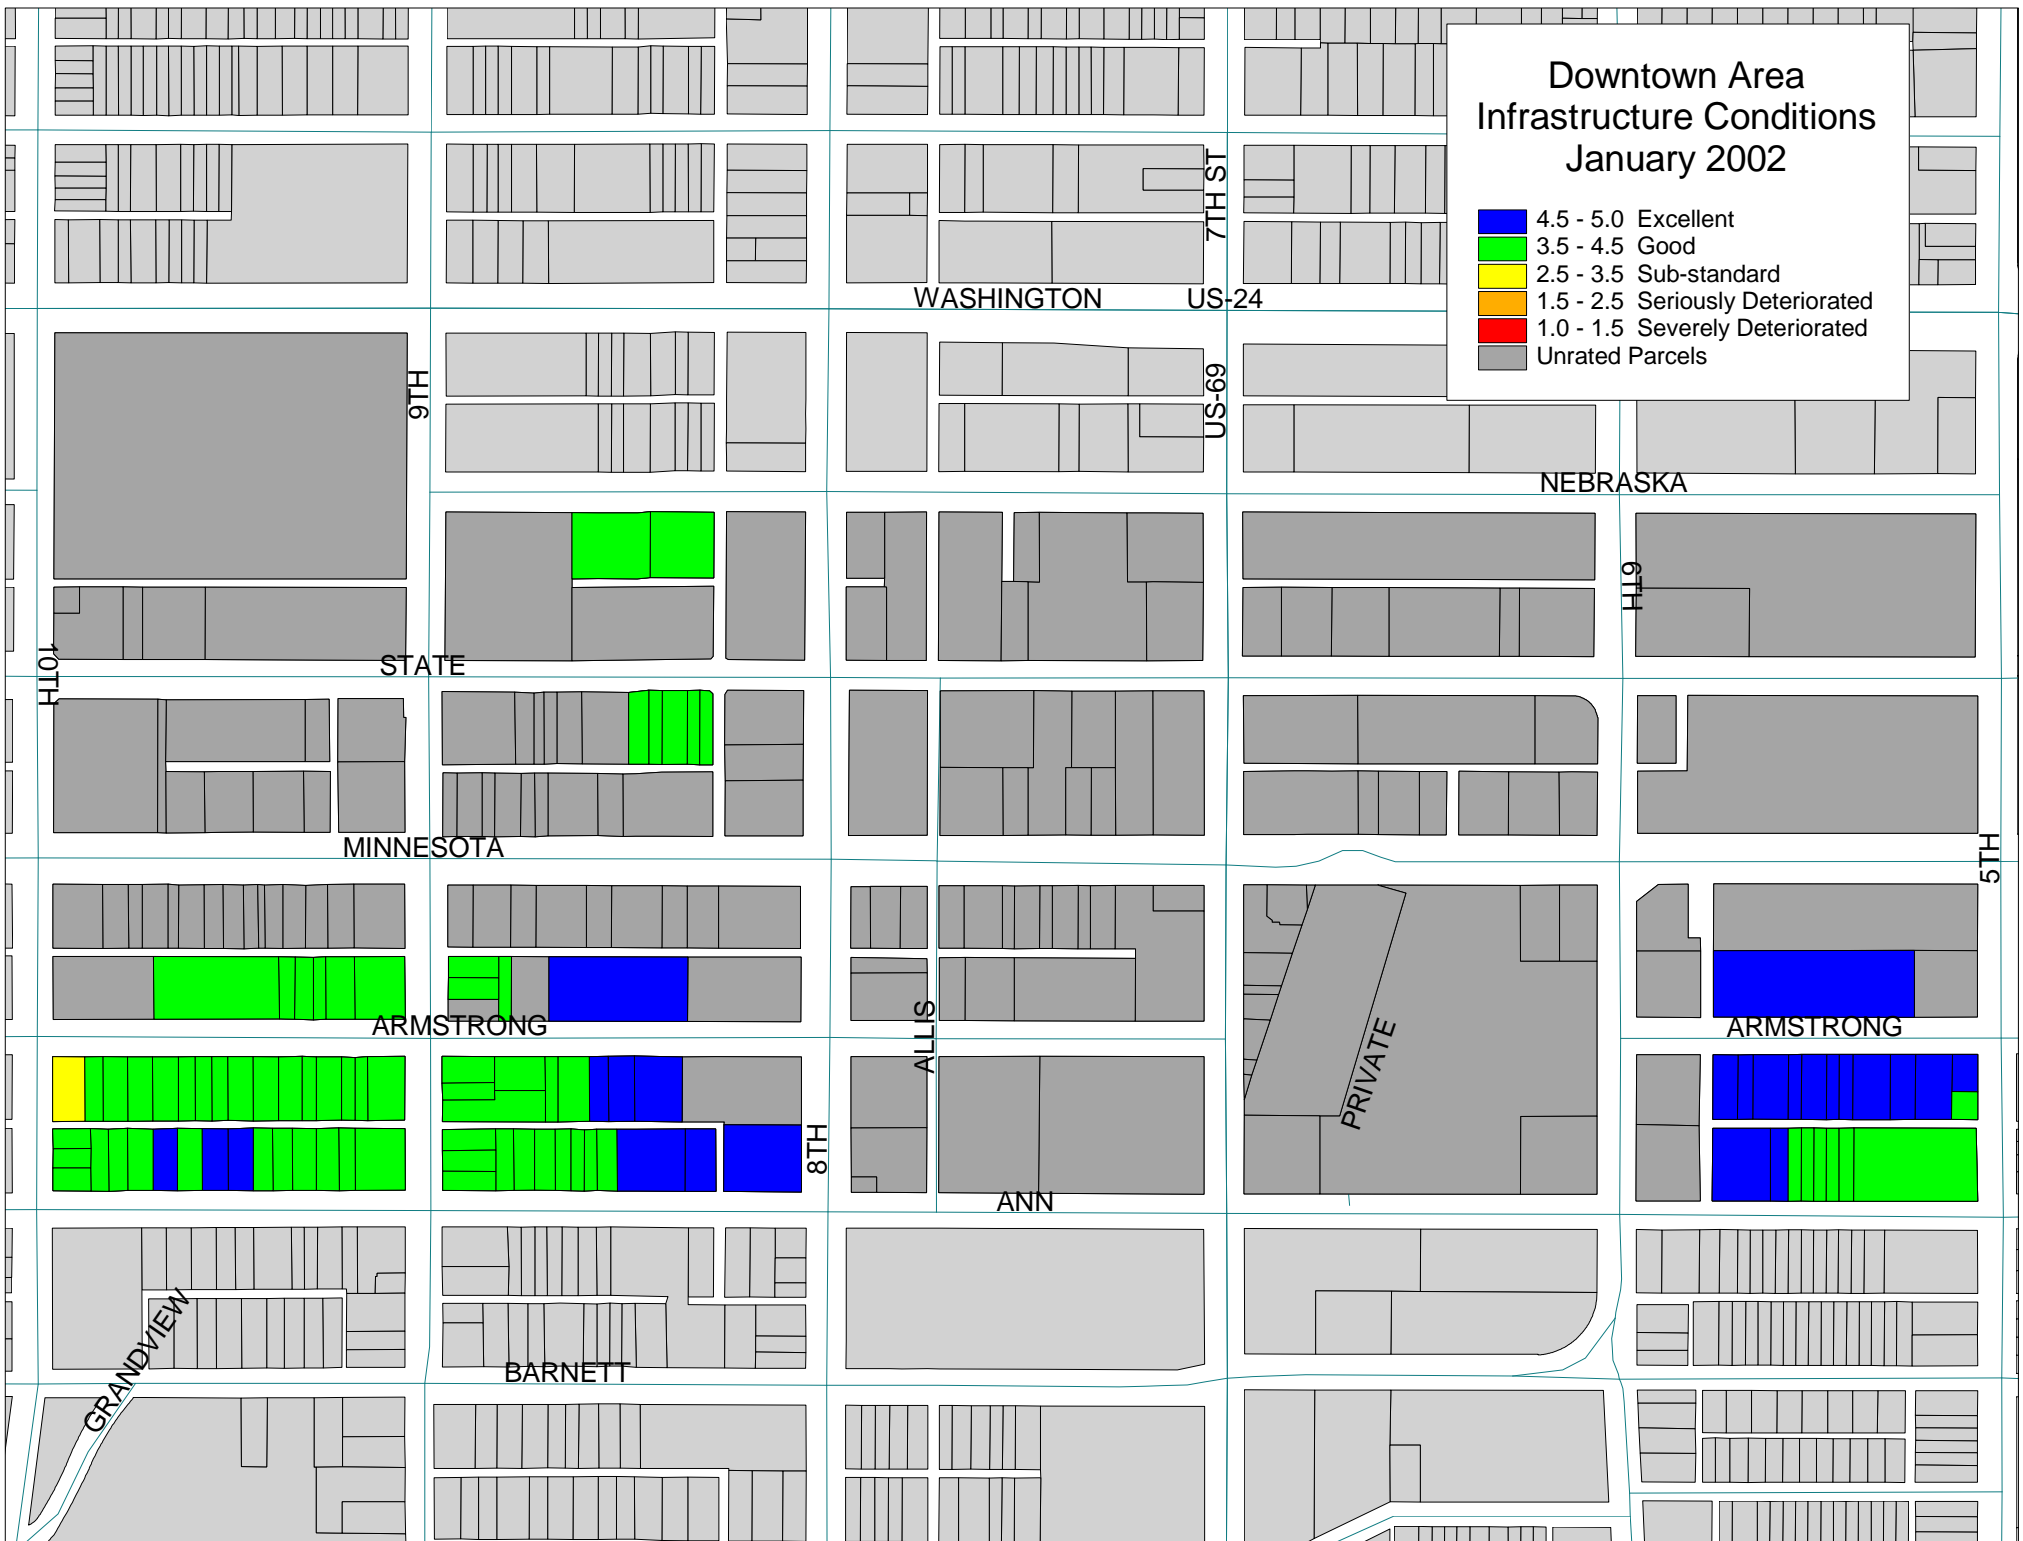 Downtown Area
Infrastructure Conditions
January 2002
4.5 - 5.0 Excellent
3.5 - 4.5 Good
2.5 - 3.5 Sub-standard
1.5 - 2.5 Seriously Deteriorated
1.0 - 1.5 Severely Deteriorated
Unrated Parcels
7TH ST
WASHINGTON
US-24
9TH
US-69
NEBRASKA
6TH
10TH
STATE
MINNESOTA
5TH
ARMSTRONG
ALLIS
ARMSTRONG
PRIVATE
8TH
ANN
GRANDVIEW
BARNETT